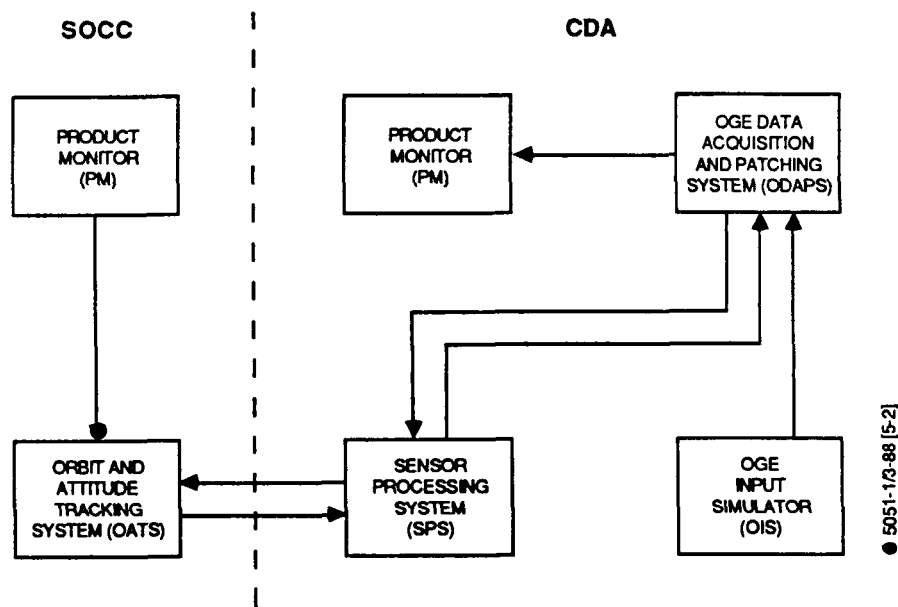 SOCC
CDA
PRODUCT
MONITOR
(PM)
PRODUCT
MONITOR
(PM)
OGE DATA
ACQUISITION
AND PATCHING
SYSTEM (ODAPS)
ORBIT AND
ATTITUDE
TRACKING
SYSTEM (OATS)
SENSOR
PROCESSING
SYSTEM
(SPS)
OGE
INPUT
SIMULATOR
(OIS)
5051-1/3-88 [5-2]